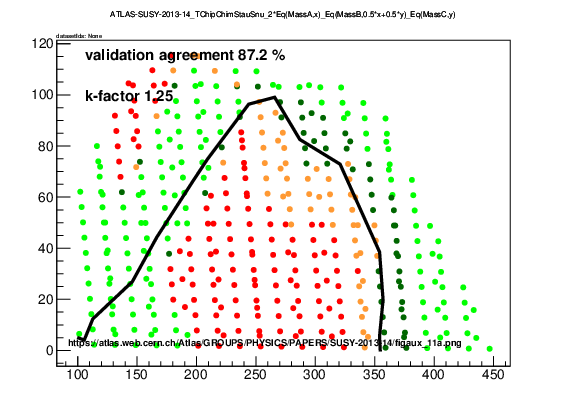 ATLAS-SUSY-2013-14_TChipChimStauSnu_2*Eq(MassA,x)_Eq(MassB,0.5*x+0.5*y)_Eq(MassC,y)
datasetIds: None
120
validation agreement 87.2 %
100
k-factor 1.25
80
60
40
20
https://atlas.web.cern.ch/Atlas/GROUPS/PHYSICS/PAPERS/SUSY-2013-14/figaux_11a.png
0
100 150 200 250 300 350 400 450